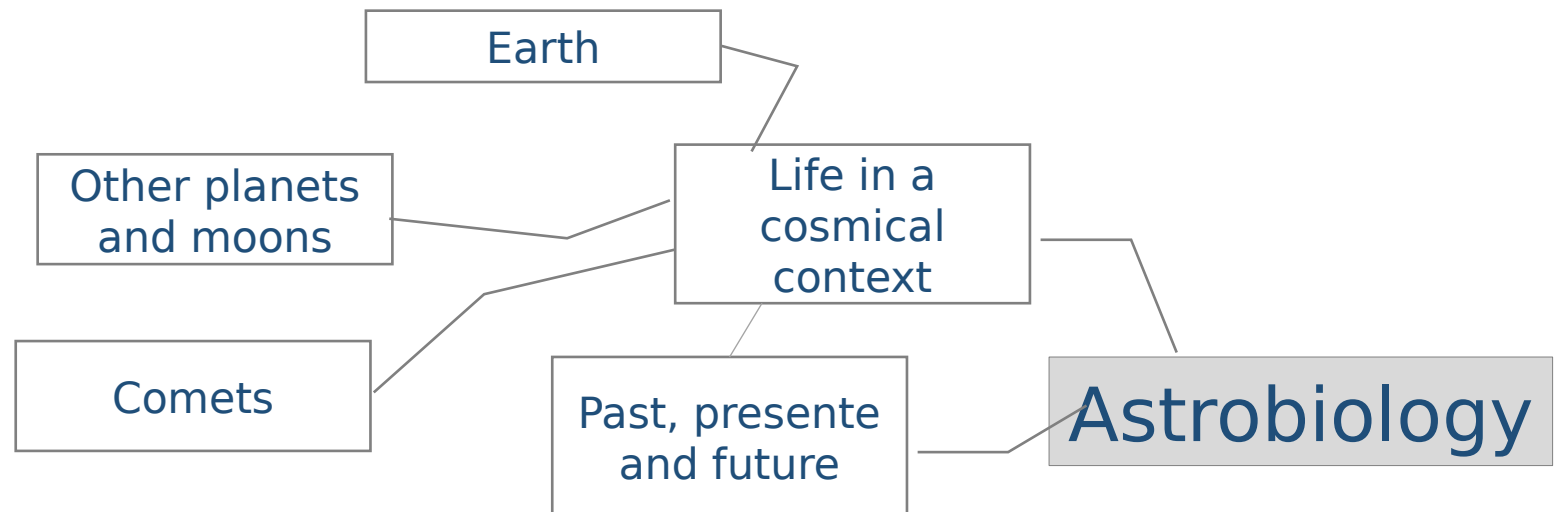 Earth
Other planets
and moons
Life in a
cosmical
context
Comets
Past, presente
and future
Astrobiology